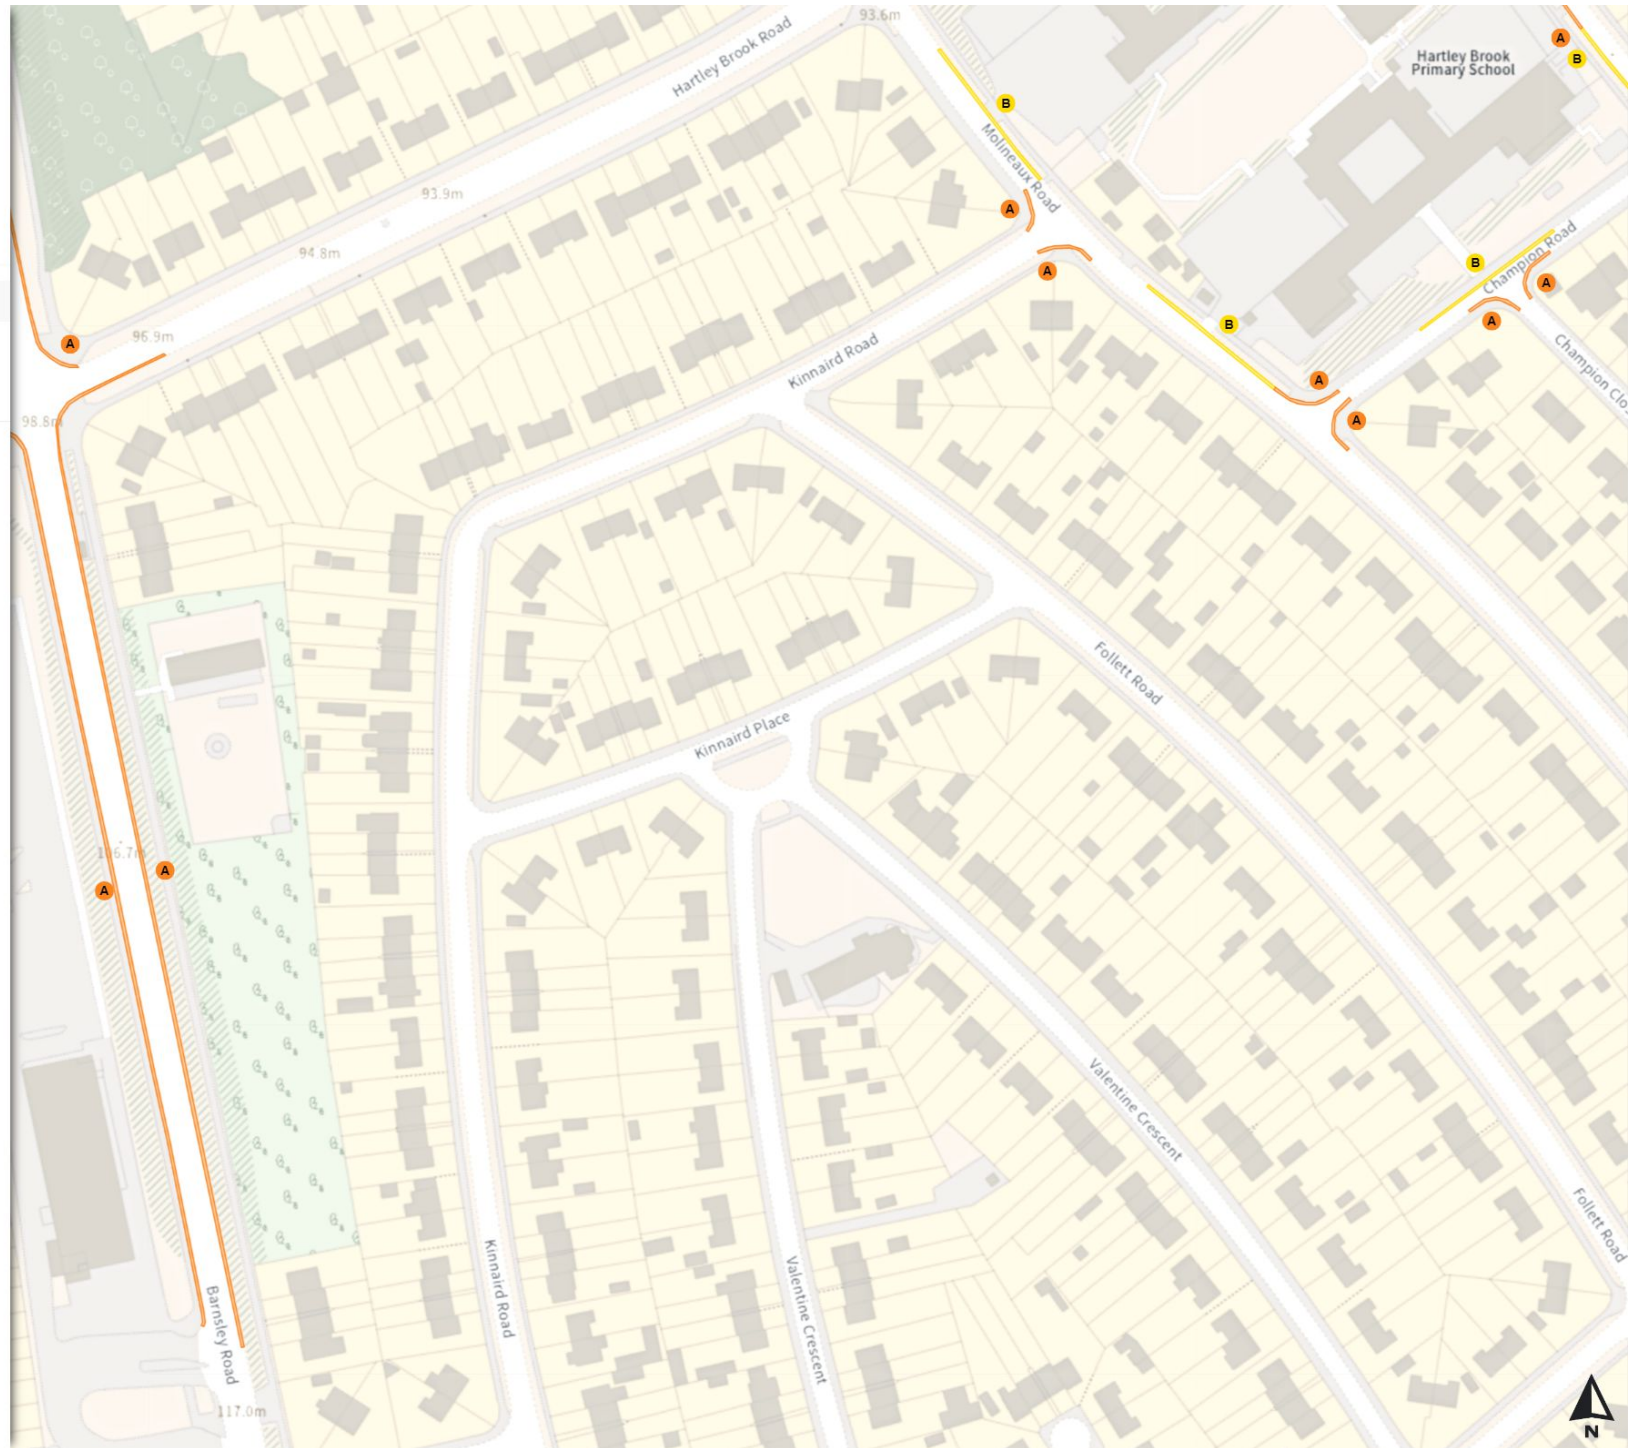 93.6m
Hartley Brook Road
A
B
Hartley Brook
Primary School
B
Molineaux Road
93.9m
A
94.8m
A
B
Champion Road
A
A
B
96.9m
A
Kinnaird Road
Champion
A
A
98.8m
Follett Road
Kinnaird Place
A
A
Valentine Crescent
Follett Road
Kinnaird Road
Valentine Crescent
Barnsley Road
117.0m
N